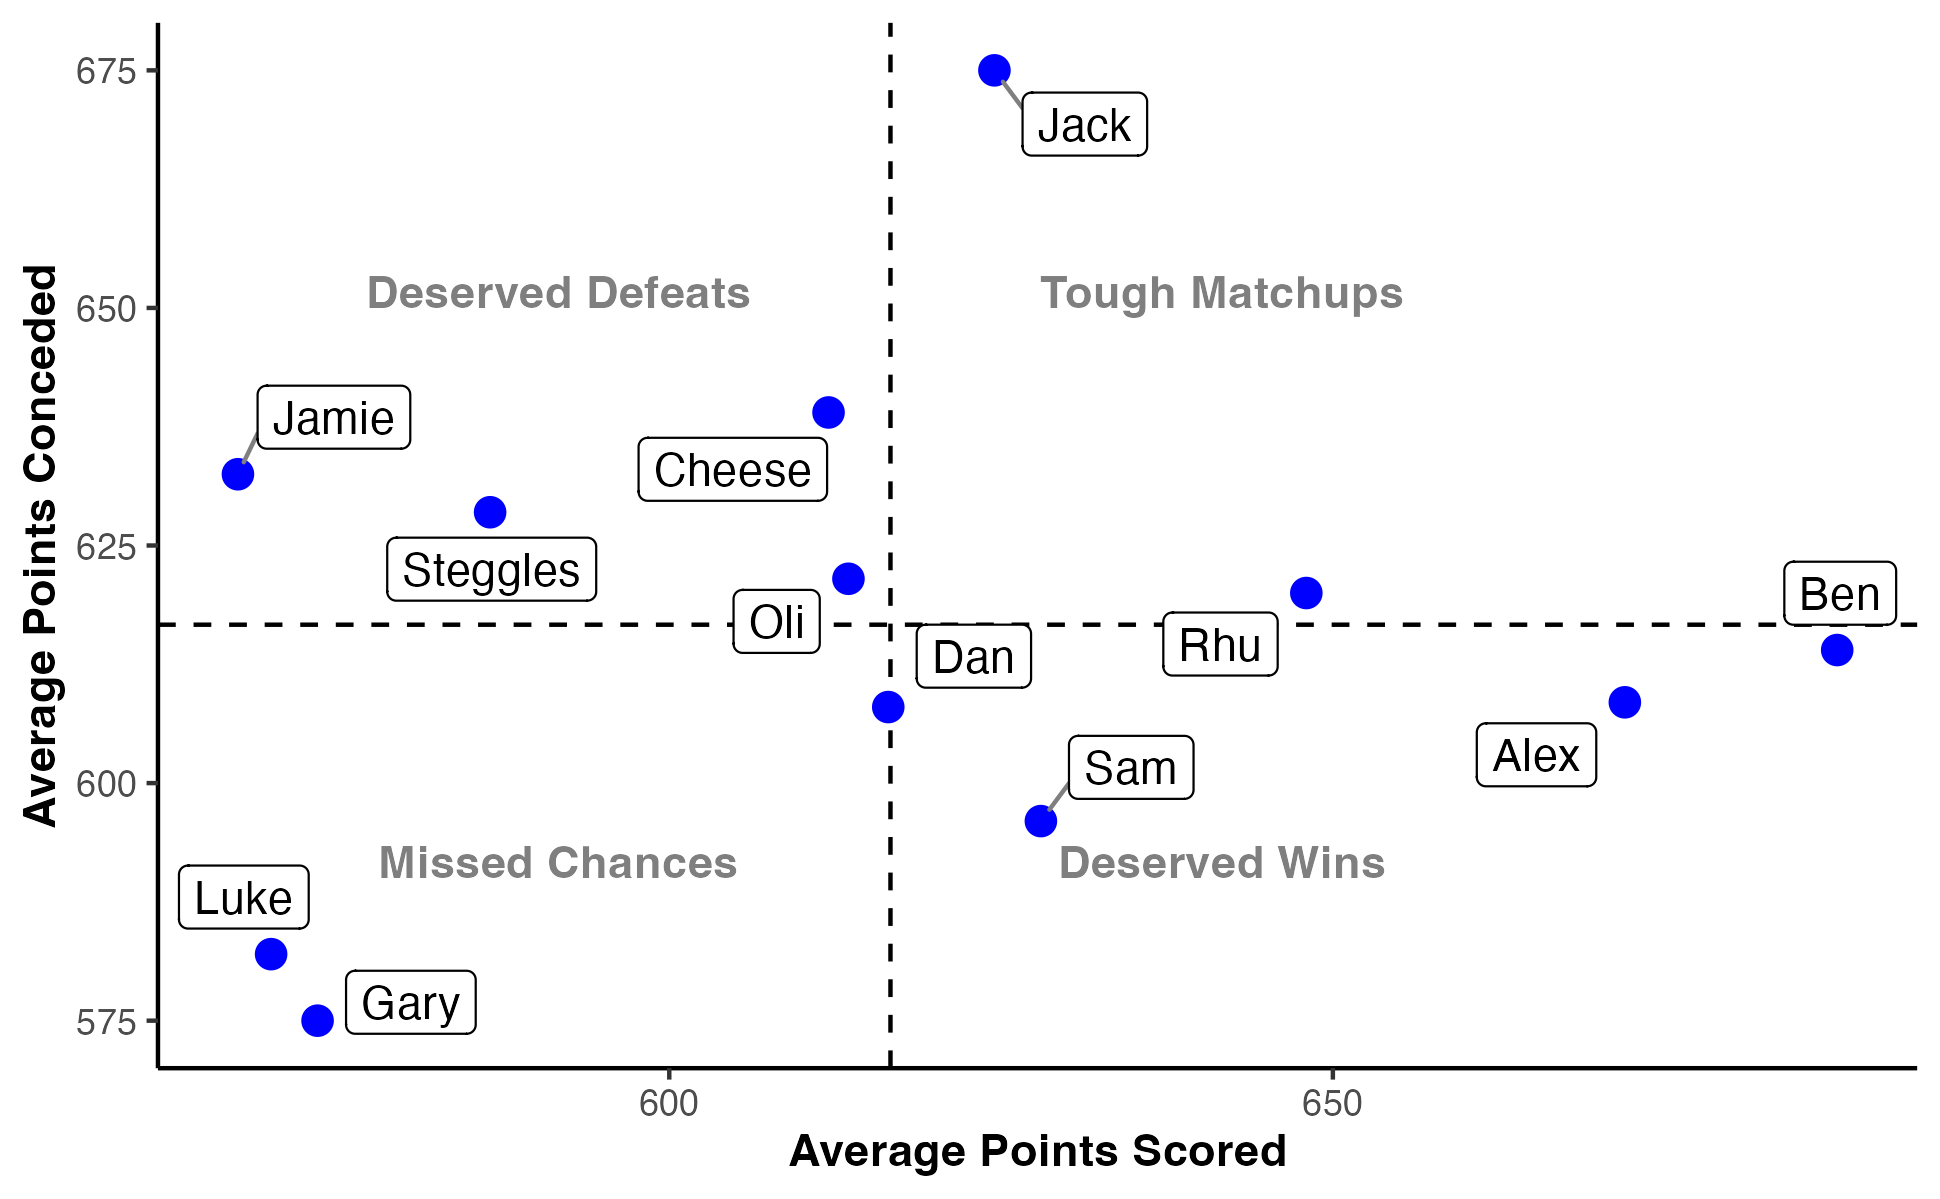 675
Jack
Deserved Defeats
Tough Matchups
650
Jamie
Cheese
Steggles
625
Oli
Dan
Rhu
Ben
Sam
Alex
600
Missed Chances
Deserved Wins
Luke
Gary
575
600
650
Average Points Scored
Average Points Conceded